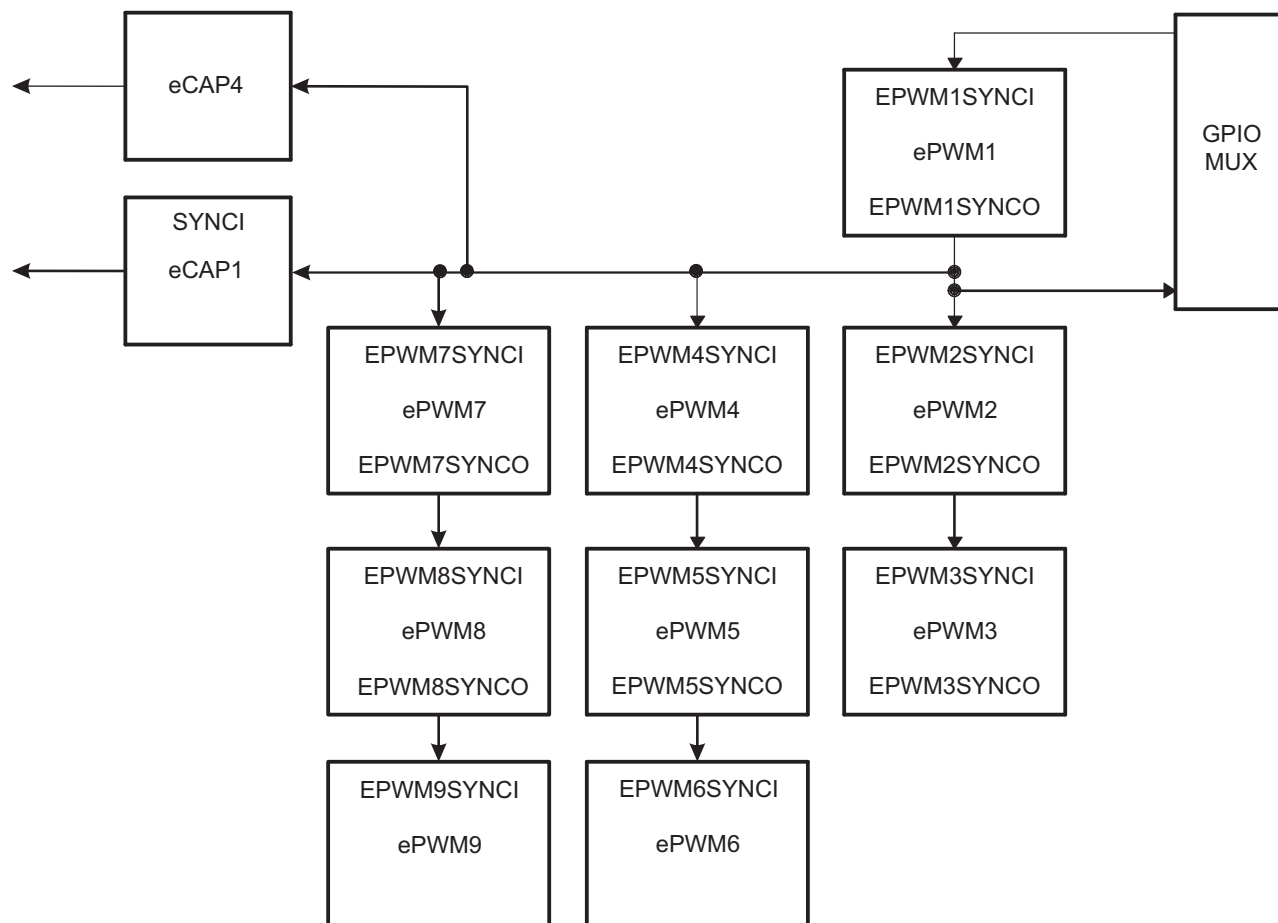 eCAP4
SYNCI
eCAP1
EPWM1SYNCI
ePWM1
EPWM1SYNCO
GPIO
MUX
EPWM7SYNCI
ePWM7
EPWM7SYNCO
EPWM4SYNCI
ePWM4
EPWM4SYNCO
EPWM2SYNCI
ePWM2
EPWM2SYNCO
EPWM8SYNCI
ePWM8
EPWM8SYNCO
EPWM5SYNCI
ePWM5
EPWM5SYNCO
EPWM3SYNCI
ePWM3
EPWM3SYNCO
EPWM9SYNCI
ePWM9
EPWM6SYNCI
ePWM6